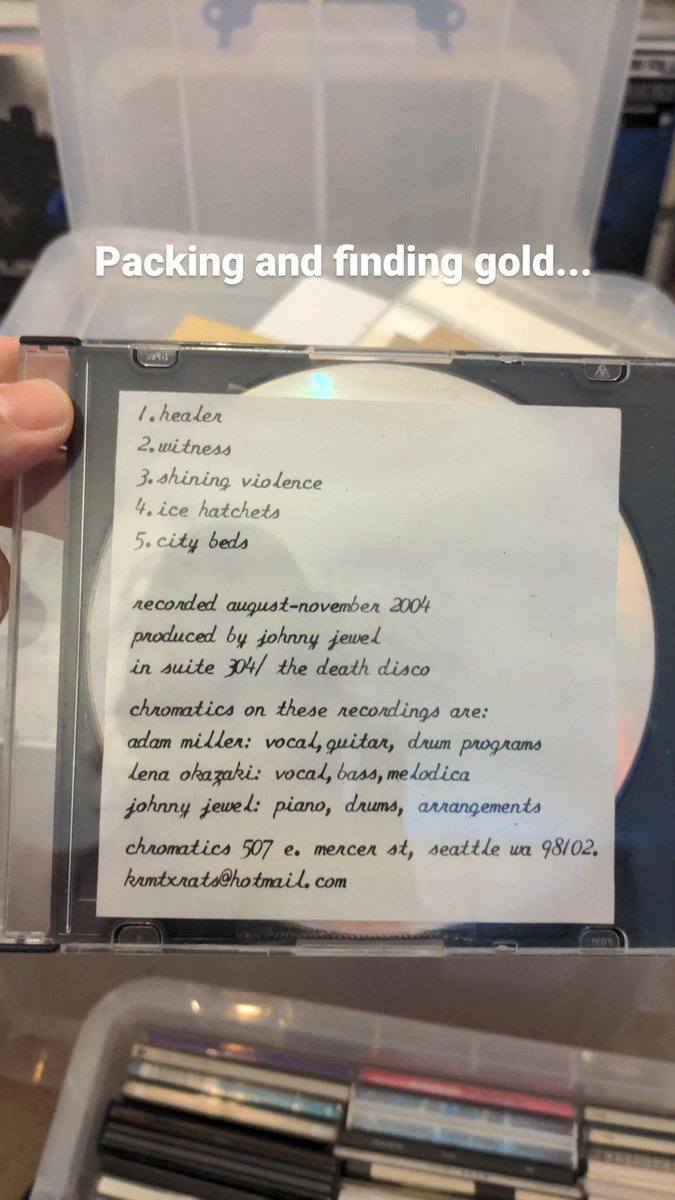 Packing and finding gold...
1. healer
2. witness
3. shining violence
4. ice hatchets
5. city beds
recorded august-november 2004
produced by johnny jewel
in suite 304/ the death disco
chromatics on these recordings are:
adam miller: vocal, guitar, drum programs
lena okazaki: vocal, bass, melodica
johnny jewel: piano, drums, arrangements
chromatics 507 e. mercer st, seattle wa 98102.
krmtxrats@hotmail.com